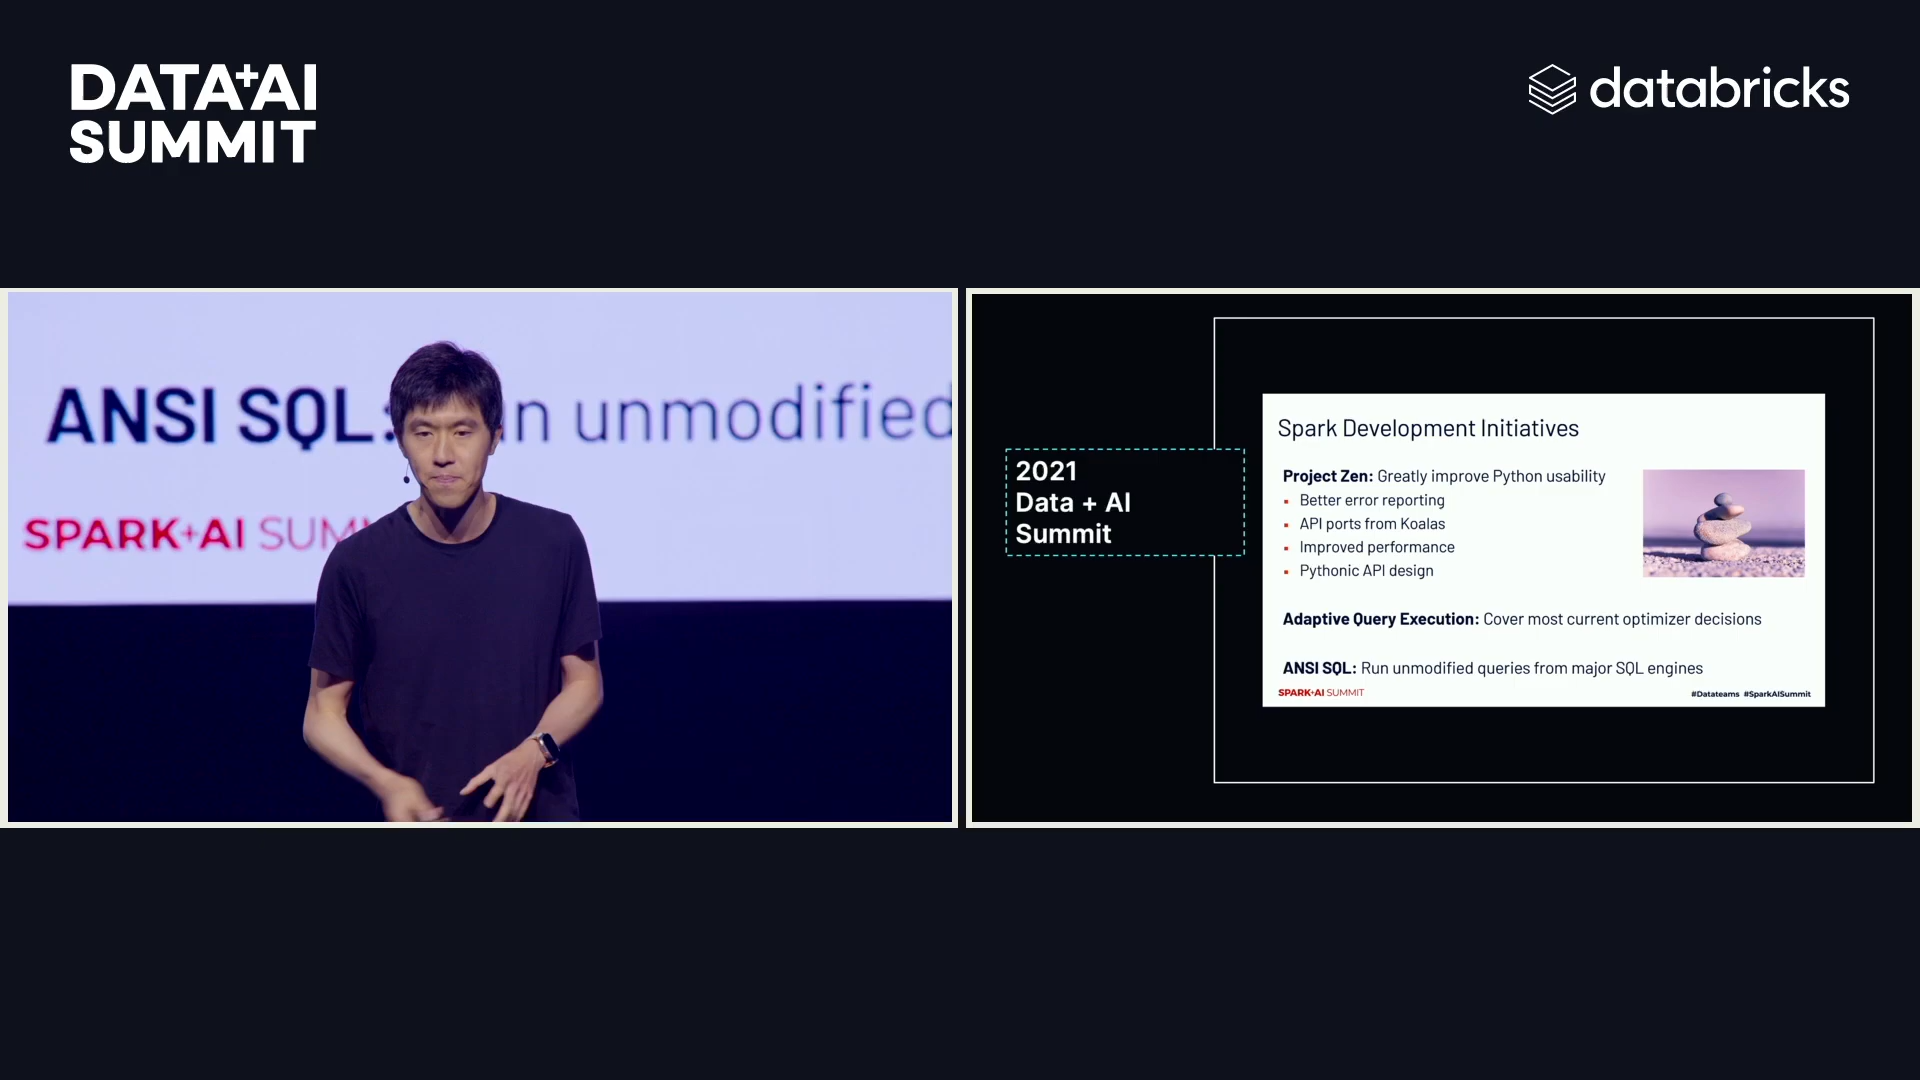 DATA+AI
SUMMIT
databricks
ANSI SQL: un unmodified
SPARK+AI SUM
2021
Data + AI
Summit
Spark Development Initiatives
Project Zen: Greatly improve Python usability
▪ Better error reporting
▪ API ports from Koalas
▪ Improved performance
▪ Pythonic API design
Adaptive Query Execution: Cover most current optimizer decisions
ANSI SQL: Run unmodified queries from major SQL engines
SPARK+AI SUMMIT
#Datateams #SparkAISummit